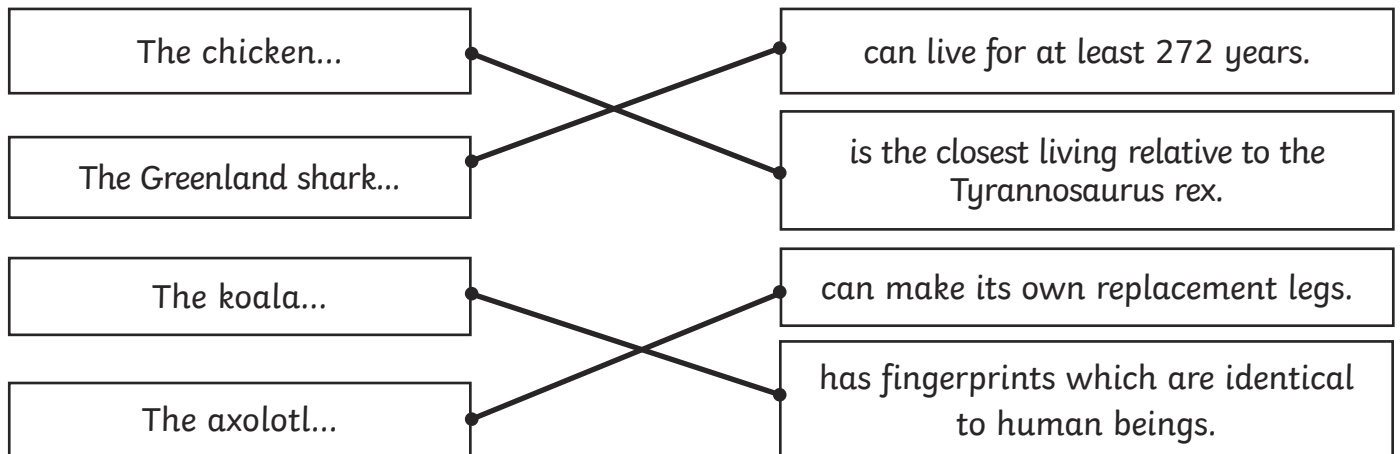 The chicken...
can live for at least 272 years.
The Greenland shark...
is the closest living relative to the
Tyrannosaurus rex.
The koala...
can make its own replacement legs.
The axolotl...
has fingerprints which are identical
to human beings.